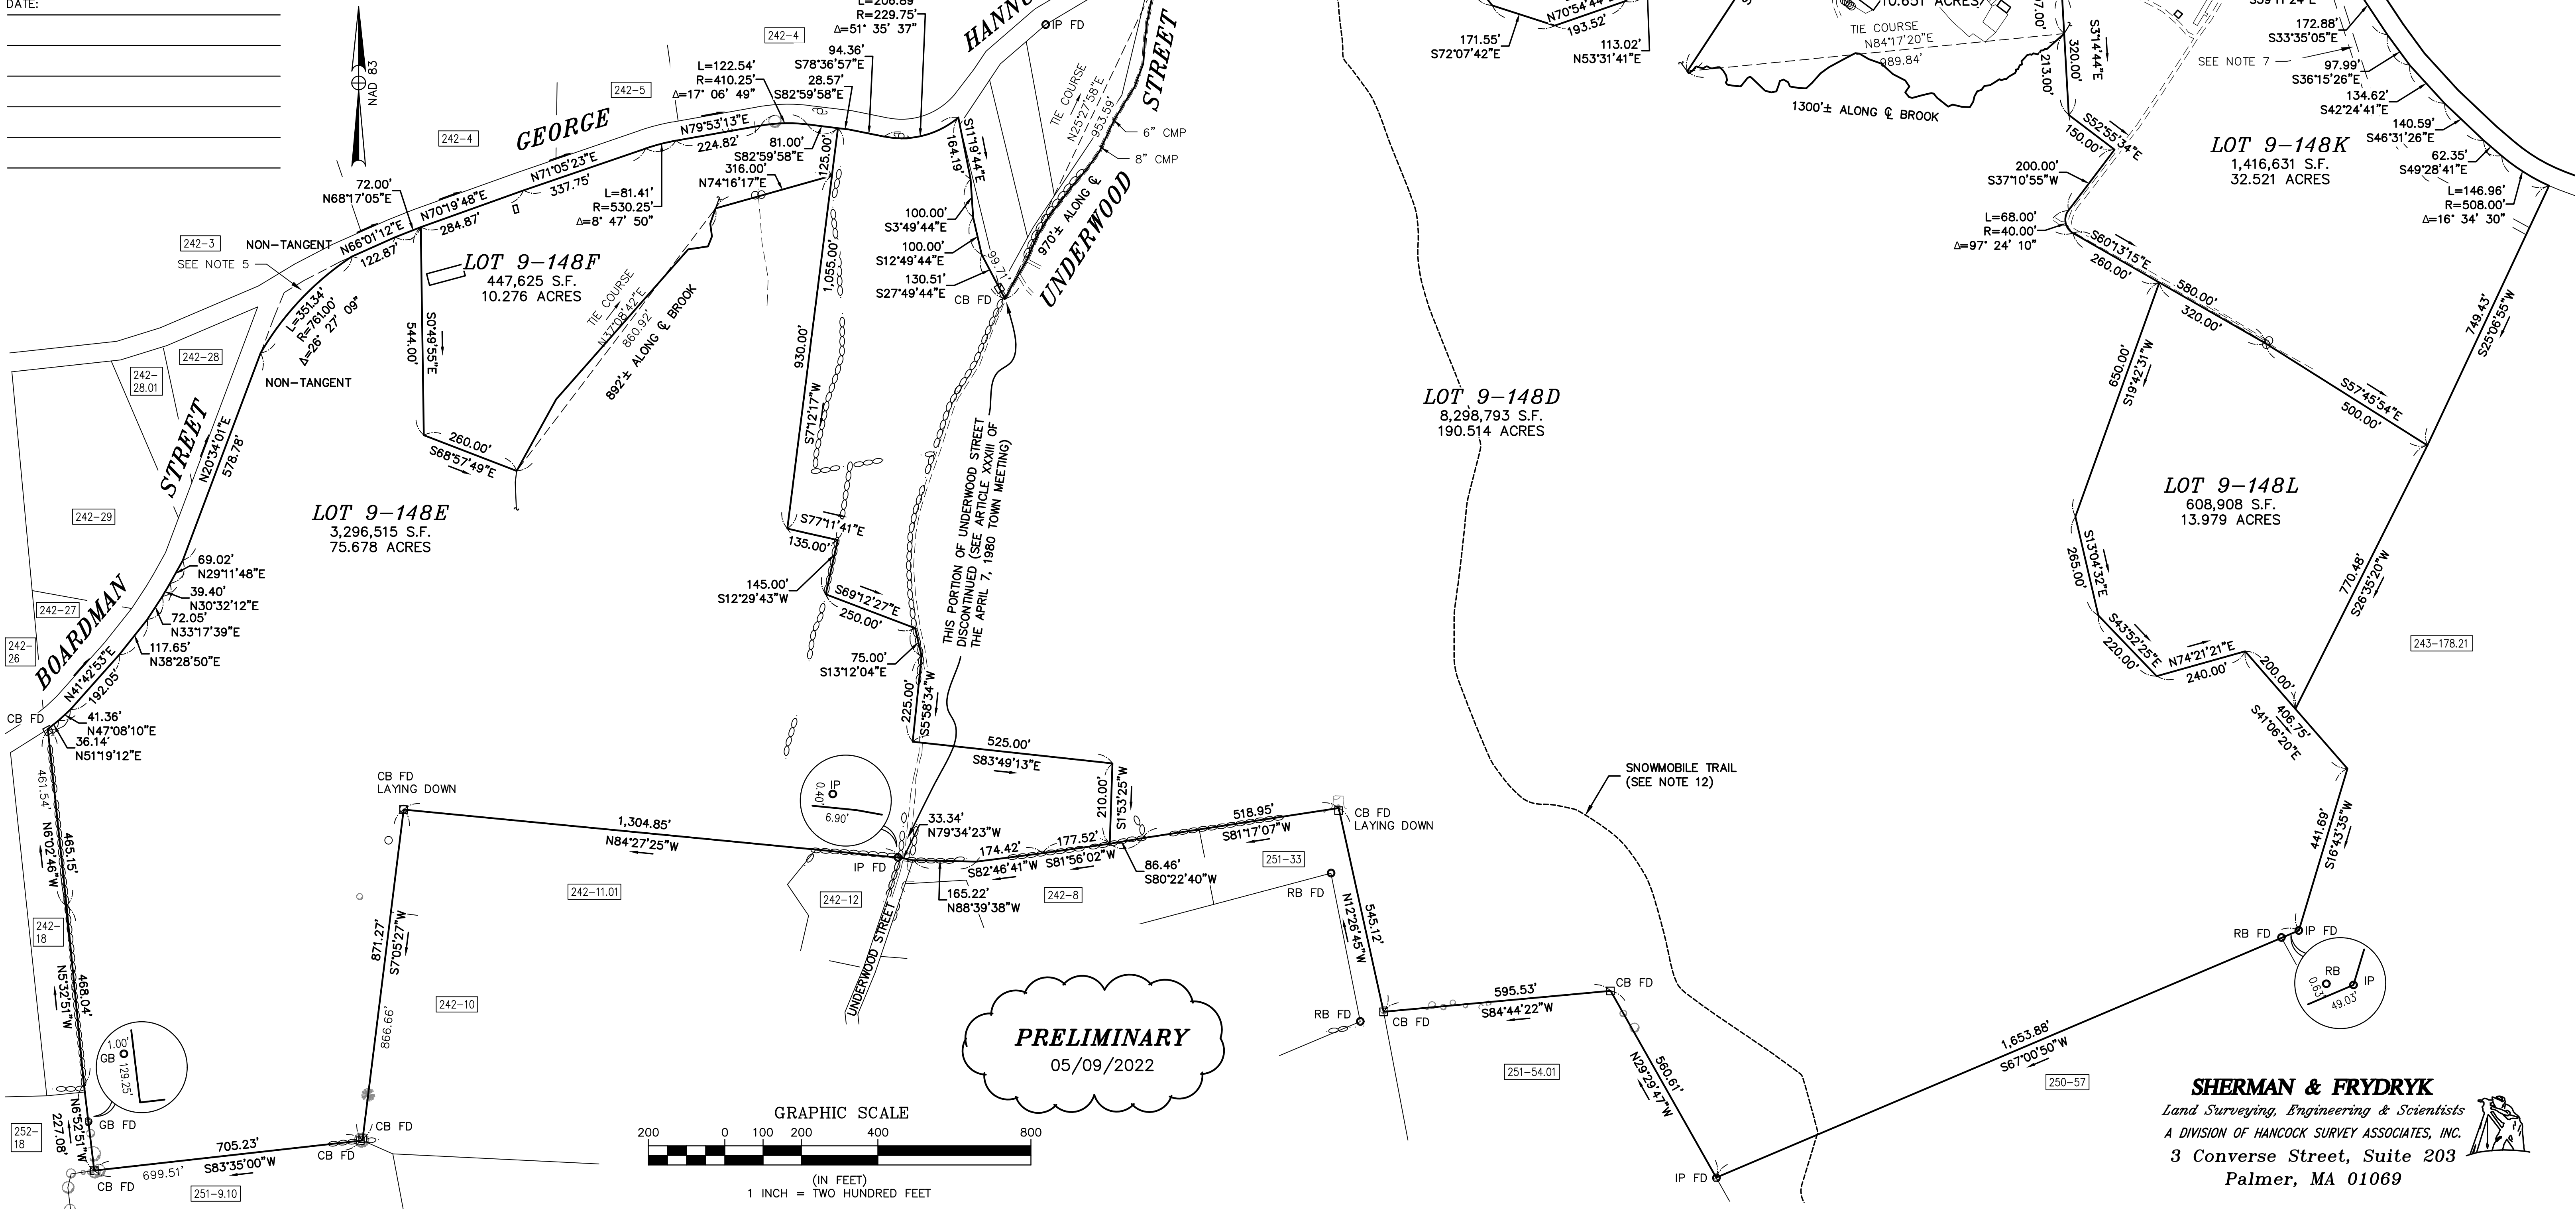 DATE:
NAD 83
242-4
L=206.89'
R=229.75'
Δ=51° 35' 37"
94.36'
S78°36'57"E
28.57'
S82°59'58"E
L=122.54'
R=410.25'
Δ=17° 06' 49"
242-5
242-4
GEORGE
N79°53'13"E
224.82'
81.00'
S82°59'58"E
316.00'
N74°16'17"E
125.00'
N71°05'23"E
337.75'
L=81.41'
R=530.25'
Δ=8° 47' 50"
72.00'
N68°17'05"E
N70°19'48"E
284.87'
N66°01'12"E
122.87'
242-3
NON-TANGENT
SEE NOTE 5
L=351.34'
R=761.00'
Δ=26° 27' 09"
NON-TANGENT
LOT 9-148F
447,625 S.F.
10.276 ACRES
S0°49'55"E
544.00'
260.00'
S68°57'49"E
TIE COURSE
N37°08'42"E
860.92'
892'± ALONG ℄ BROOK
1,055.00'
930.00'
S7°12'17"W
IP FD
STREET
TIE COURSE
N25°27'58"E
953.59'
6" CMP
8" CMP
970'± ALONG ℄
UNDERWOOD
S11°19'44"E
164.19'
100.00'
S3°49'44"E
100.00'
S12°49'44"E
130.51'
S27°49'44"E
99.71'
CB FD
242-28
242-
28.01
STREET
N20°34'01"E
578.78'
242-29
LOT 9-148E
3,296,515 S.F.
75.678 ACRES
69.02'
N29°11'48"E
39.40'
N30°32'12"E
72.05'
N33°17'39"E
117.65'
N38°28'50"E
242-27
242-
26
BOARDMAN
N41°42'53"E
192.05'
CB FD
41.36'
N47°08'10"E
36.14'
N51°19'12"E
S77°11'41"E
135.00'
145.00'
S12°29'43"W
S69°12'27"E
250.00'
75.00'
S13°12'04"E
225.00'
S5°58'34"W
THIS PORTION OF UNDERWOOD STREET
DISCONTINUED (SEE ARTICLE XXXIII OF
THE APRIL 7, 1980 TOWN MEETING)
525.00'
S83°49'13"E
210.00'
S1°53'25"W
461.54'
465.15'
N6°02'46"W
CB FD
LAYING DOWN
1,304.85'
N84°27'25"W
IP
0.40'
6.90'
33.34'
N79°34'23"W
IP FD
165.22'
N88°39'38"W
174.42'
S82°46'41"W
177.52'
S81°56'02"W
86.46'
S80°22'40"W
518.95'
S81°17'07"W
CB FD
LAYING DOWN
242-11.01
242-12
242-8
251-33
RB FD
UNDERWOOD STREET
242-
18
871.27'
S7°05'27"W
866.66'
242-10
468.04'
N5°32'51"W
1.00'
GB
129.25'
GB FD
N6°52'51"W
227.08'
252-
18
705.23'
S83°35'00"W
699.51'
CB FD
CB FD
CB FD
251-9.10
PRELIMINARY
05/09/2022
GRAPHIC SCALE
200 0 100 200 400 800
(IN FEET)
1 INCH = TWO HUNDRED FEET
171.55'
S72°07'42"E
N70°54'44"E
193.52'
113.02'
N53°31'41"E
10.651 ACRES
TIE COURSE
N84°17'20"E
989.84'
1300'± ALONG ℄ BROOK
213.00'
320.00'
S3°14'44"E
S52°55'34"E
150.00'
200.00'
S37°10'55"W
L=68.00'
R=40.00'
Δ=97° 24' 10"
S60°13'15"E
260.00'
580.00'
320.00'
SEE NOTE 7
172.88'
S33°35'05"E
97.99'
S36°15'26"E
134.62'
S42°24'41"E
140.59'
S46°31'26"E
62.35'
S49°28'41"E
L=146.96'
R=508.00'
Δ=16° 34' 30"
LOT 9-148K
1,416,631 S.F.
32.521 ACRES
749.43'
S25°06'55"W
S57°45'54"E
500.00'
LOT 9-148D
8,298,793 S.F.
190.514 ACRES
650.00'
S19°42'31"W
LOT 9-148L
608,908 S.F.
13.979 ACRES
S13°04'32"E
265.00'
S43°52'25"E
220.00'
N74°21'21"E
240.00'
200.00'
406.75'
S41°06'20"E
770.48'
S26°35'20"W
243-178.21
SNOWMOBILE TRAIL
(SEE NOTE 12)
441.69'
S16°43'35"W
RB FD
IP FD
RB
IP
0.63'
49.03'
545.12'
N12°26'45"W
RB FD
CB FD
595.53'
S84°44'22"W
CB FD
560.61'
N29°29'47"W
251-54.01
1,653.88'
S67°00'50"W
250-57
IP FD
SHERMAN & FRYDRYK
Land Surveying, Engineering & Scientists
A DIVISION OF HANCOCK SURVEY ASSOCIATES, INC.
3 Converse Street, Suite 203
Palmer, MA 01069